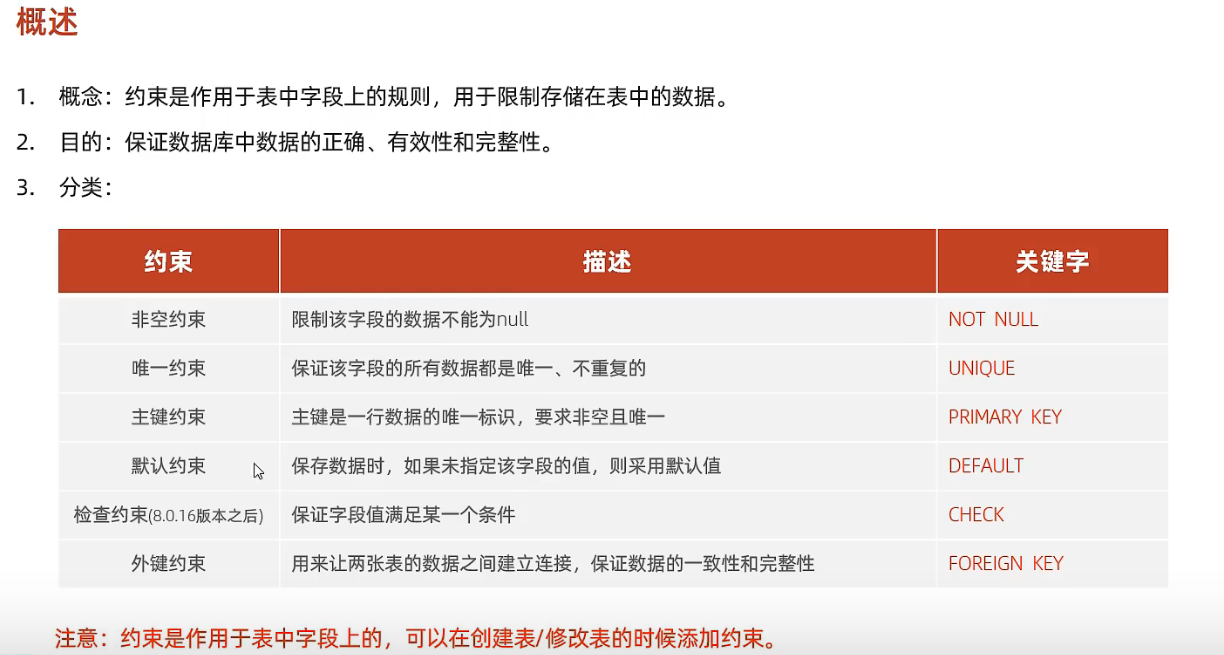 概述
1. 概念：约束是作用于表中字段上的规则，用于限制存储在表中的数据。
2. 目的：保证数据库中数据的正确、有效性和完整性。
3. 分类：
约束 描述 关键字
非空约束 限制该字段的数据不能为null NOT NULL
唯一约束 保证该字段的所有数据都是唯一、不重复的 UNIQUE
主键约束 主键是一行数据的唯一标识，要求非空且唯一 PRIMARY KEY
默认约束 保存数据时，如果未指定该字段的值，则采用默认值 DEFAULT
检查约束(8.0.16版本之后) 保证字段值满足某一个条件 CHECK
外键约束 用来让两张表的数据之间建立连接，保证数据的一致性和完整性 FOREIGN KEY
注意：约束是作用于表中字段上的，可以在创建表/修改表的时候添加约束。